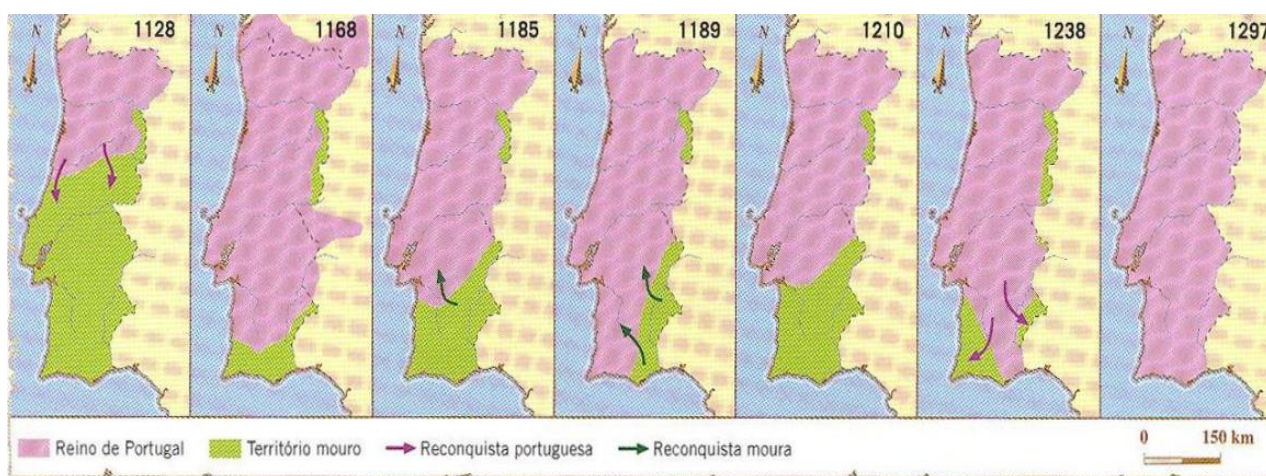 N 1128
N 1168
N 1185
N 1189
N 1210
N 1238
N 1297
Reino de Portugal Território mouro Reconquista portuguesa Reconquista moura 0 150 km